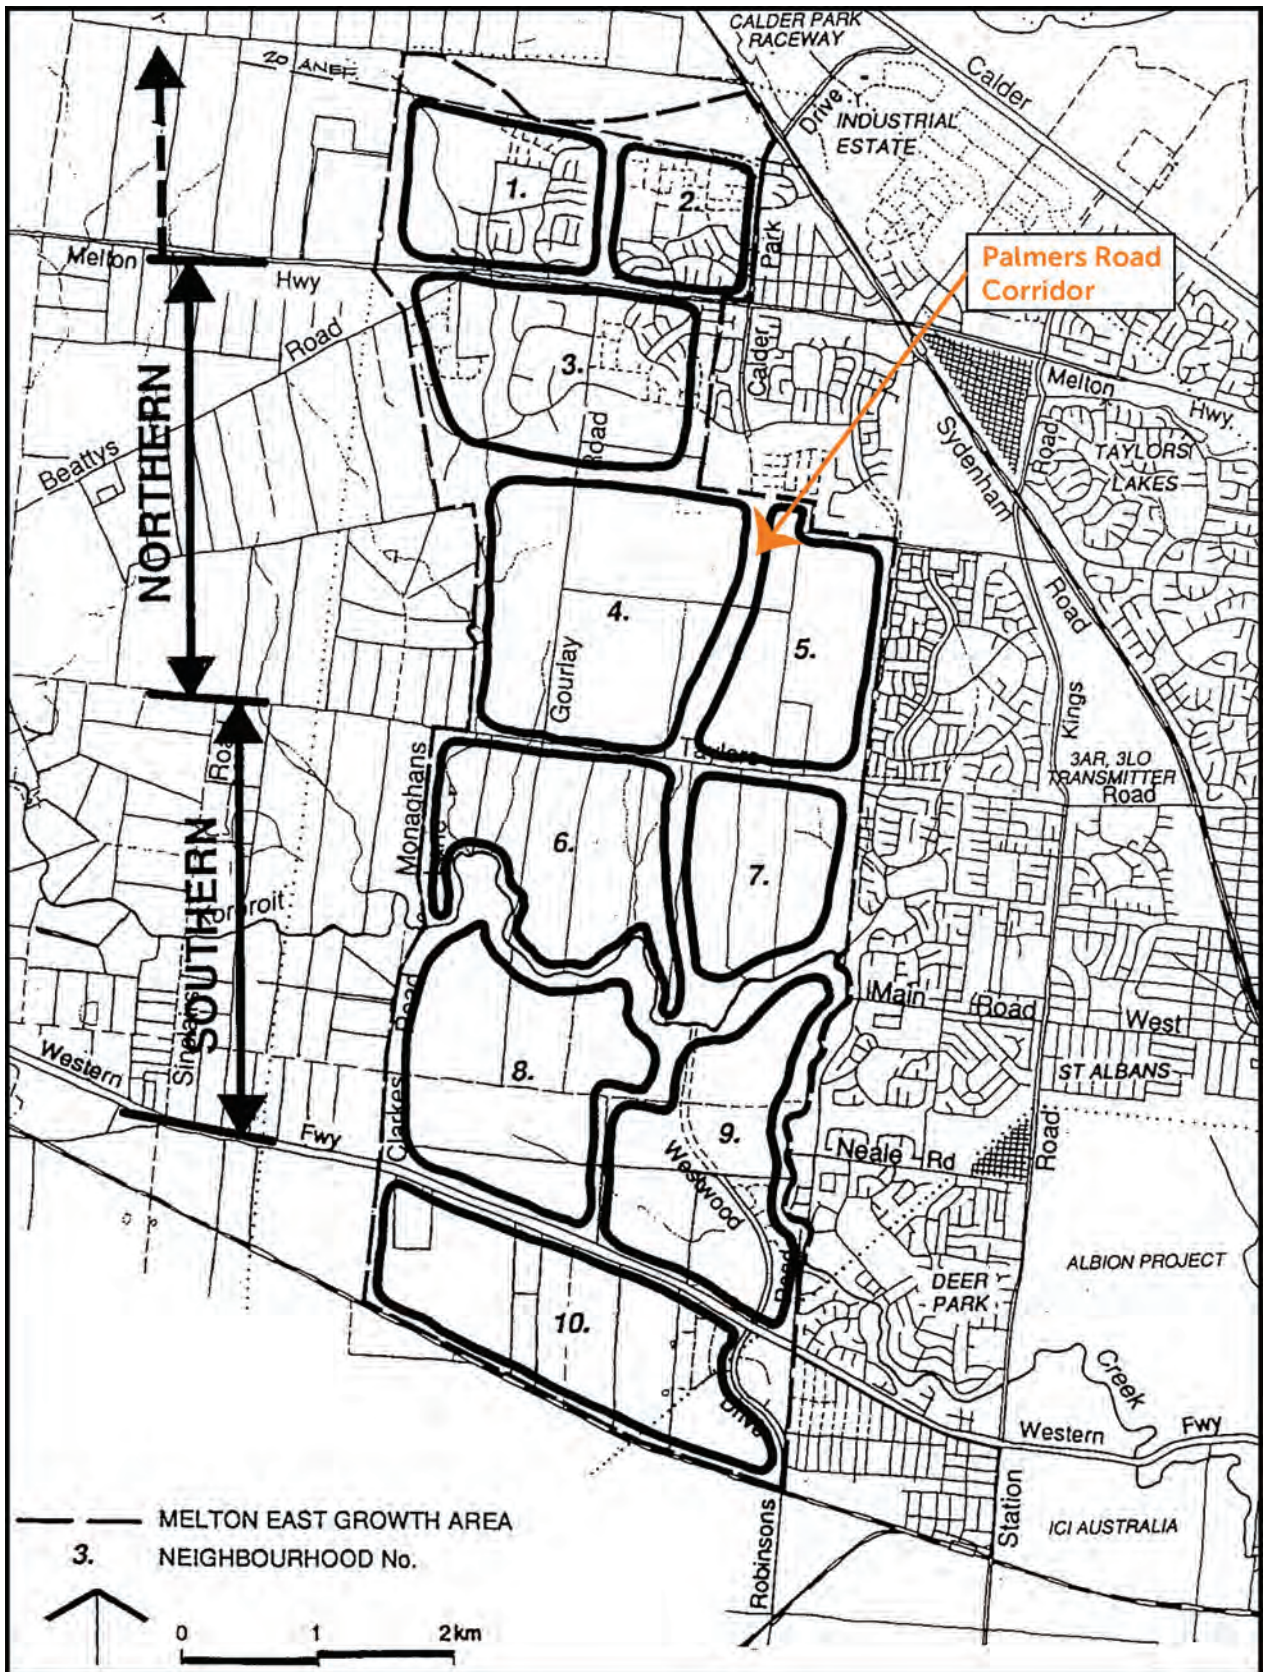 CALDER PARK
RACEWAY
Calder
20 ANEF
Drive
INDUSTRIAL
ESTATE
1.
2.
Park
Palmers Road
Corridor
Melton
Hwy
Road
3.
Calder
Melton
Hwy.
Road
TAYLORS
LAKES
Beattys
Road
Sydenham
NORTHERN
4.
5.
Road
Gourlay
Kings
Taylors
3AR, 3LO
TRANSMITTER
Road
Monaghans
6.
7.
SOUTHERN
Main Road
West
Road
Western
8.
ST ALBANS
Fwy
Clarkes
9.
Neale Rd
Road
Westwood
Road
ALBION PROJECT
DEER
PARK
10.
Creek
Drive
Western
Fwy
Station
ICI AUSTRALIA
Robinsons
MELTON EAST GROWTH AREA
3.
NEIGHBOURHOOD No.
0 1 2km